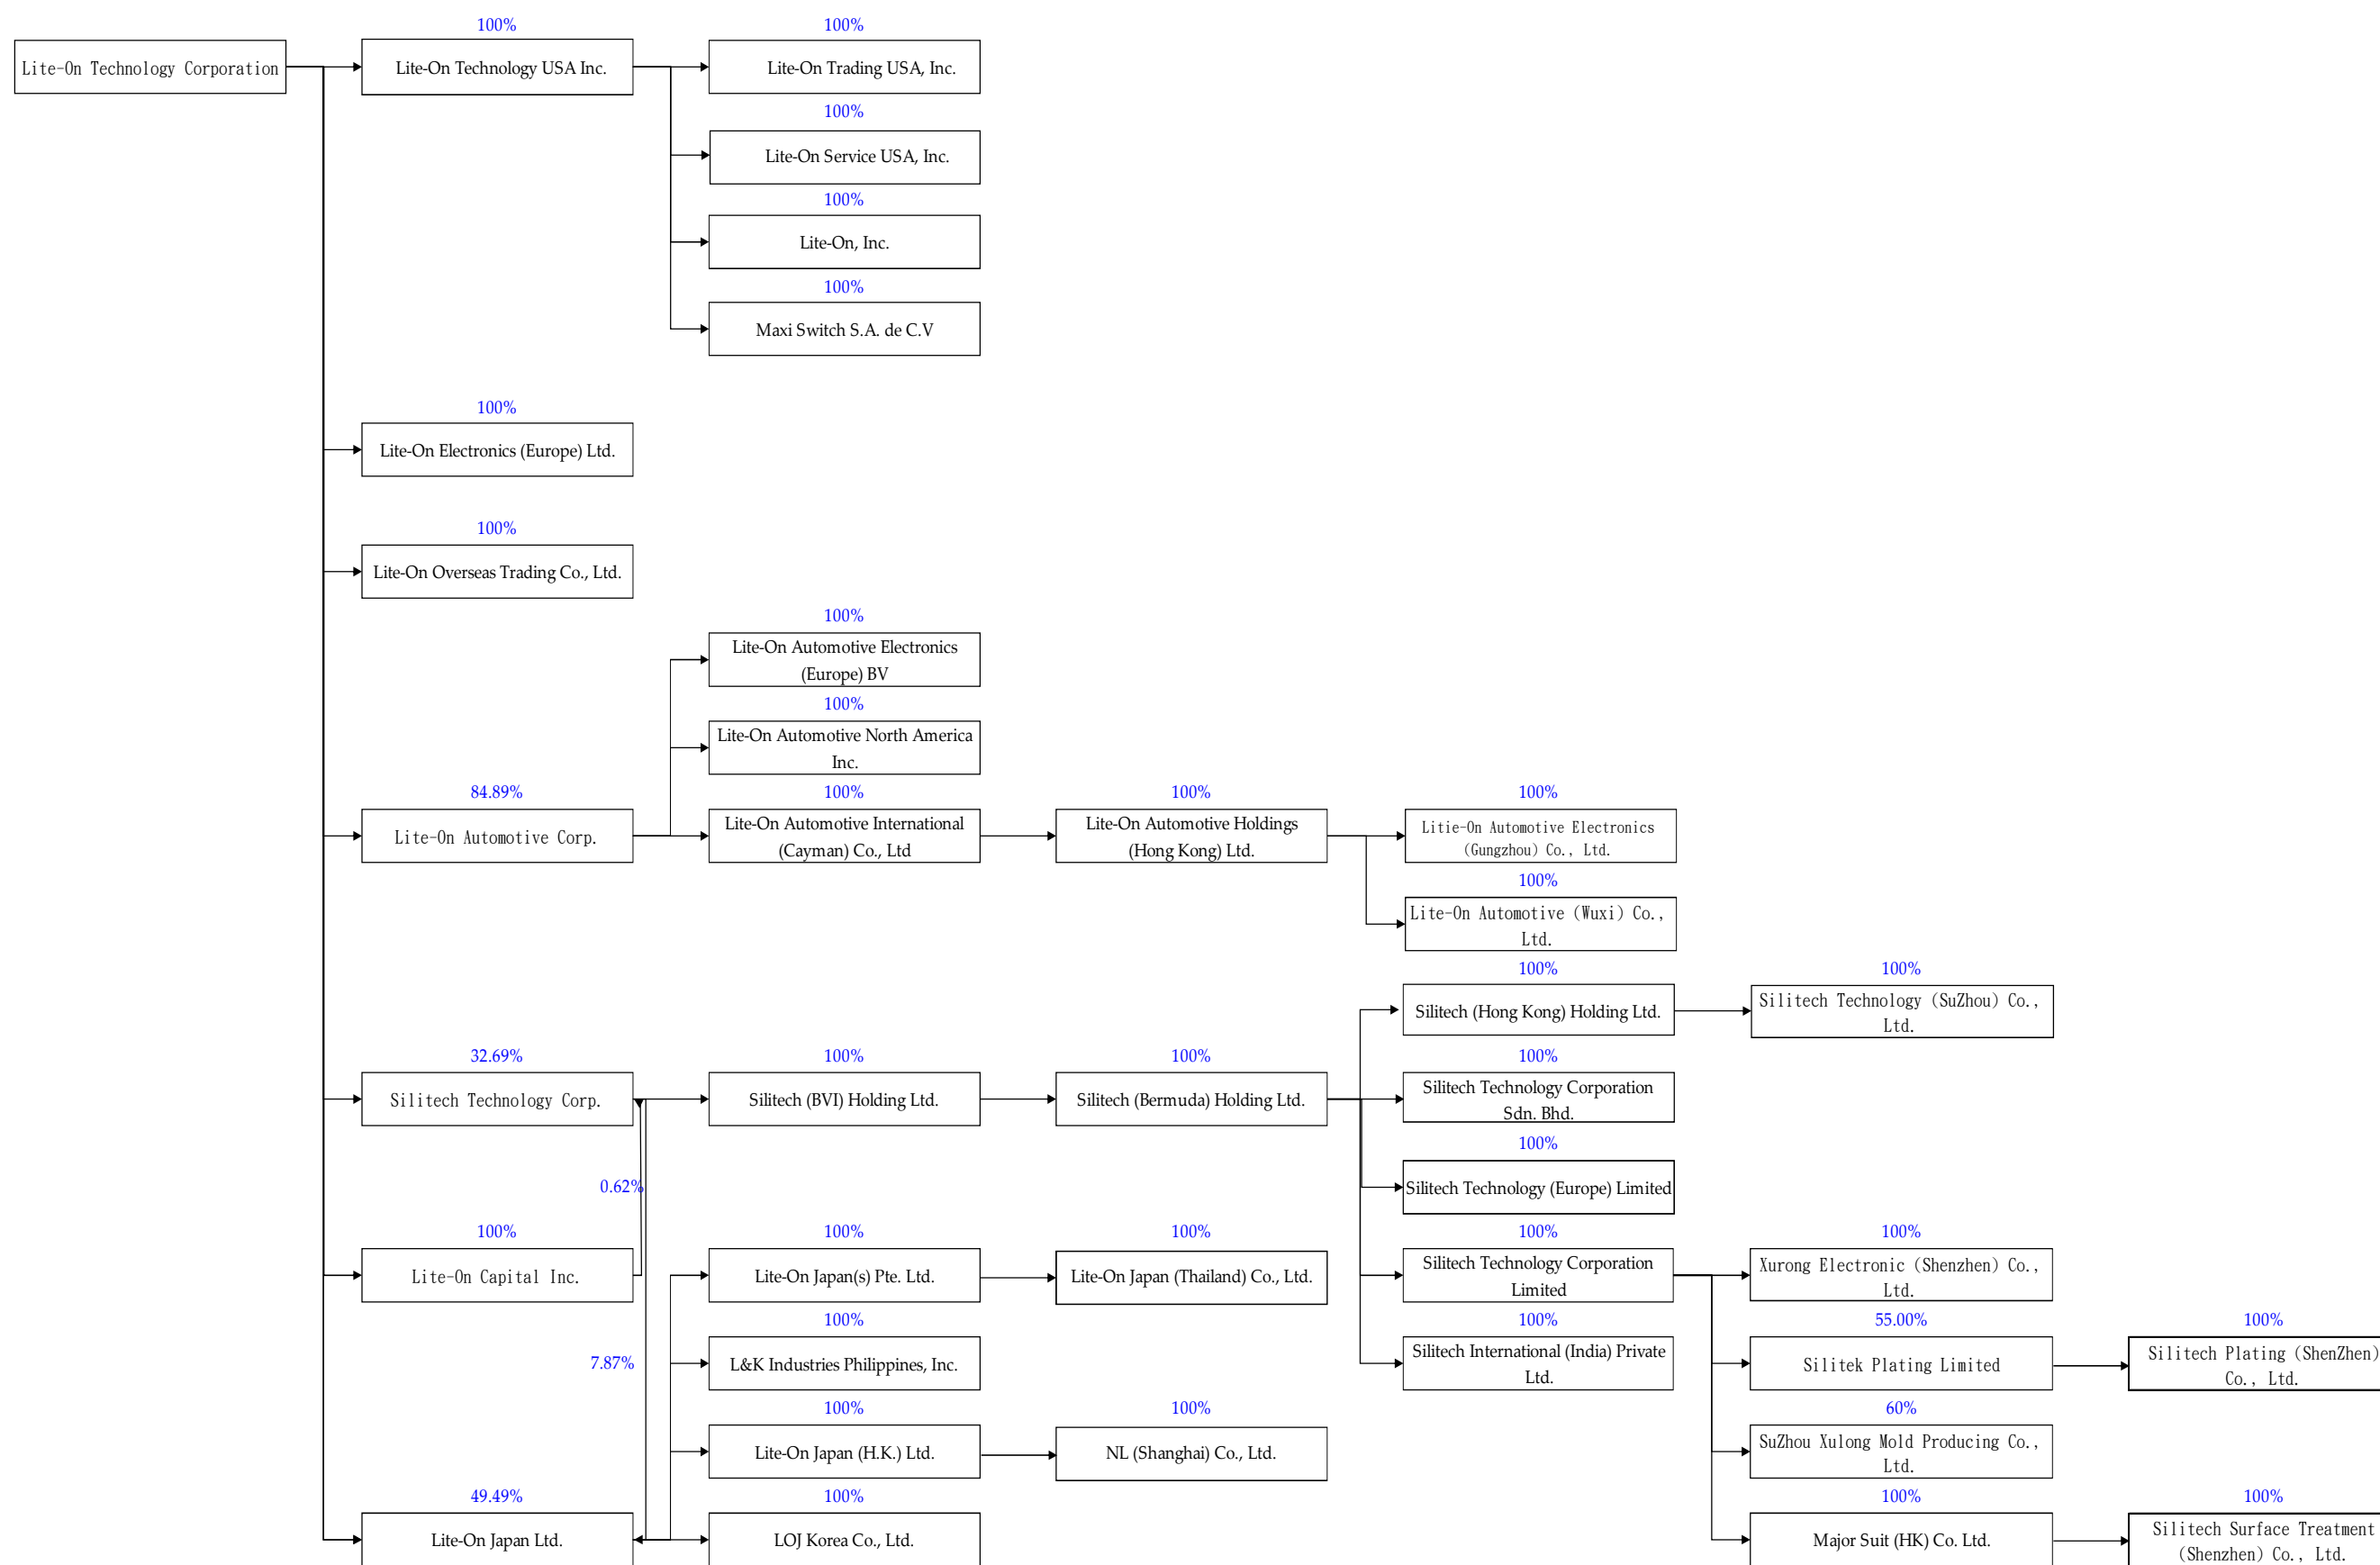 100%
100%
Lite-On Technology Corporation
Lite-On Technology USA Inc.
Lite-On Trading USA, Inc.
100%
Lite-On Service USA, Inc.
100%
Lite-On, Inc.
100%
Maxi Switch S.A. de C.V
100%
Lite-On Electronics (Europe) Ltd.
100%
Lite-On Overseas Trading Co., Ltd.
100%
Lite-On Automotive Electronics
(Europe) BV
100%
Lite-On Automotive North America
Inc.
84.89%
100%
100%
100%
Lite-On Automotive Corp.
Lite-On Automotive International
(Cayman) Co., Ltd
Lite-On Automotive Holdings
(Hong Kong) Ltd.
Litie-On Automotive Electronics
(Gungzhou) Co., Ltd.
100%
Lite-On Automotive (Wuxi) Co.,
Ltd.
100%
100%
Silitech (Hong Kong) Holding Ltd.
Silitech Technology (SuZhou) Co.,
Ltd.
32.69%
100%
100%
100%
Silitech Technology Corp.
Silitech (BVI) Holding Ltd.
Silitech (Bermuda) Holding Ltd.
Silitech Technology Corporation
Sdn. Bhd.
100%
0.62%
Silitech Technology (Europe) Limited
100%
100%
100%
100%
100%
Lite-On Capital Inc.
Lite-On Japan(s) Pte. Ltd.
Lite-On Japan (Thailand) Co., Ltd.
Silitech Technology Corporation
Limited
Xurong Electronic (Shenzhen) Co.,
Ltd.
100%
100%
55.00%
100%
7.87%
L&K Industries Philippines, Inc.
Silitech International (India) Private
Ltd.
Silitek Plating Limited
Silitech Plating (ShenZhen)
Co., Ltd.
100%
100%
60%
Lite-On Japan (H.K.) Ltd.
NL (Shanghai) Co., Ltd.
SuZhou Xulong Mold Producing Co.,
Ltd.
49.49%
100%
100%
100%
Lite-On Japan Ltd.
LOJ Korea Co., Ltd.
Major Suit (HK) Co. Ltd.
Silitech Surface Treatment
(Shenzhen) Co., Ltd.